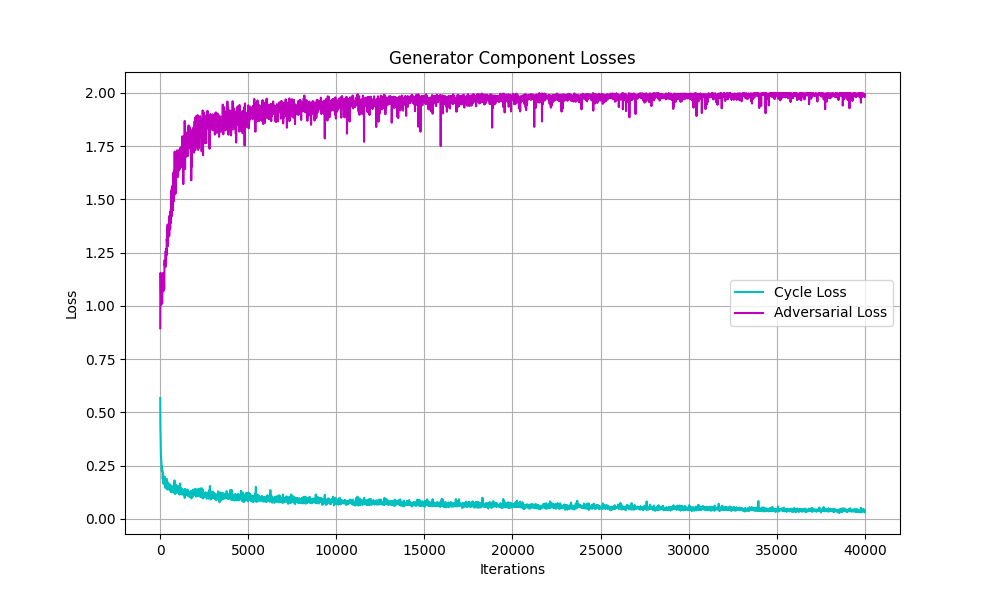 Generator Component Losses
Loss
2.00
1.75
1.50
1.25
1.00
0.75
0.50
0.25
0.00
Cycle Loss
Adversarial Loss
0 5000 10000 15000 20000 25000 30000 35000 40000
Iterations